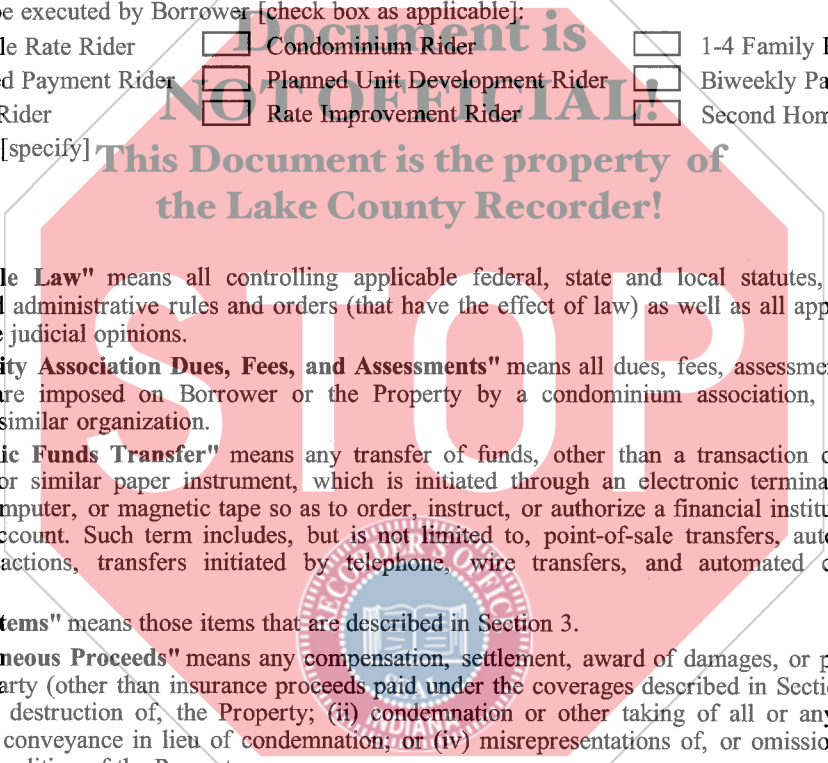 be executed by Borrower [check box as applicable]:
le Rate Rider Condominium Rider 1-4 Family
d Payment Rider Planned Unit Development Rider Biweekly Pa
Rider Rate Improvement Rider Second Hom
[specify]
Document is
NOT OFFICIAL!
This Document is the property of
the Lake County Recorder!
le Law" means all controlling applicable federal, state and local statutes,
administrative rules and orders (that have the effect of law) as well as all app
judicial opinions.
ity Association Dues, Fees, and Assessments" means all dues, fees, assessme
are imposed on Borrower or the Property by a condominium association,
similar organization.
ic Funds Transfer" means any transfer of funds, other than a transaction
or similar paper instrument, which is initiated through an electronic termina
mputer, or magnetic tape so as to order, instruct, or authorize a financial institu
ccount. Such term includes, but is not limited to, point-of-sale transfers, aut
actions, transfers initiated by telephone, wire transfers, and automated
tems" means those items that are described in Section 3.
neous Proceeds" means any compensation, settlement, award of damages, or p
arty (other than insurance proceeds paid under the coverages described in Secti
destruction of, the Property; (ii) condemnation or other taking of all or any
conveyance in lieu of condemnation; or (iv) misrepresentations of, or omissio
STOP
RECORDER'S OFFICE
SEAL
INDIANA